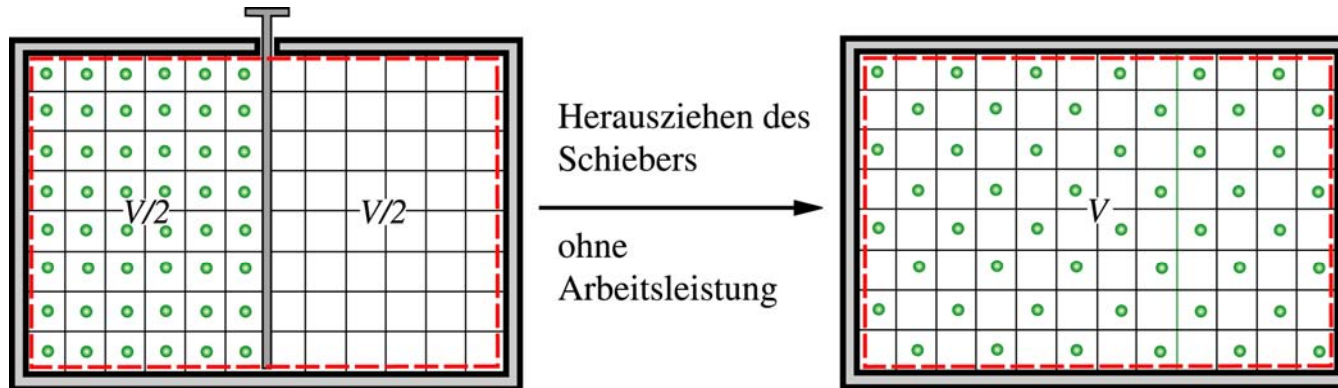 V/2
V/2
Herausziehen des
Schiebers
ohne
Arbeitsleistung
V